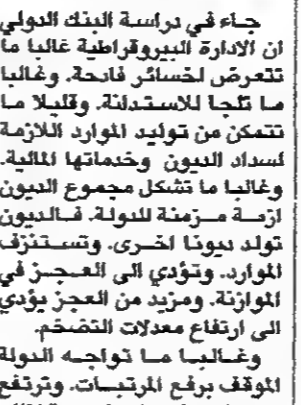 جاء في دراسة البنك الدولي
ان الادارة البيروقراطية غالبا ما
تتعرض لخسائر فادحة. وغالبا
ما تلجا للاستدانة. وقليلا ما
تتمكن من توليد الموارد اللازمة
لسداد الديون وخدماتها المالية.
وغالبا ما تشكل مجموع الديون
ازمة مزمنة للدولة. فالديون
تولد ديونا اخرى. وتستنزف
الموارد. وتؤدي الى العجز في
الموازنة. ومزيد من العجز يؤدي
الى ارتفاع معدلات التضخم.
وغالبا ما تواجه الدولة
الموقف برفع المرتبات. وترتفع